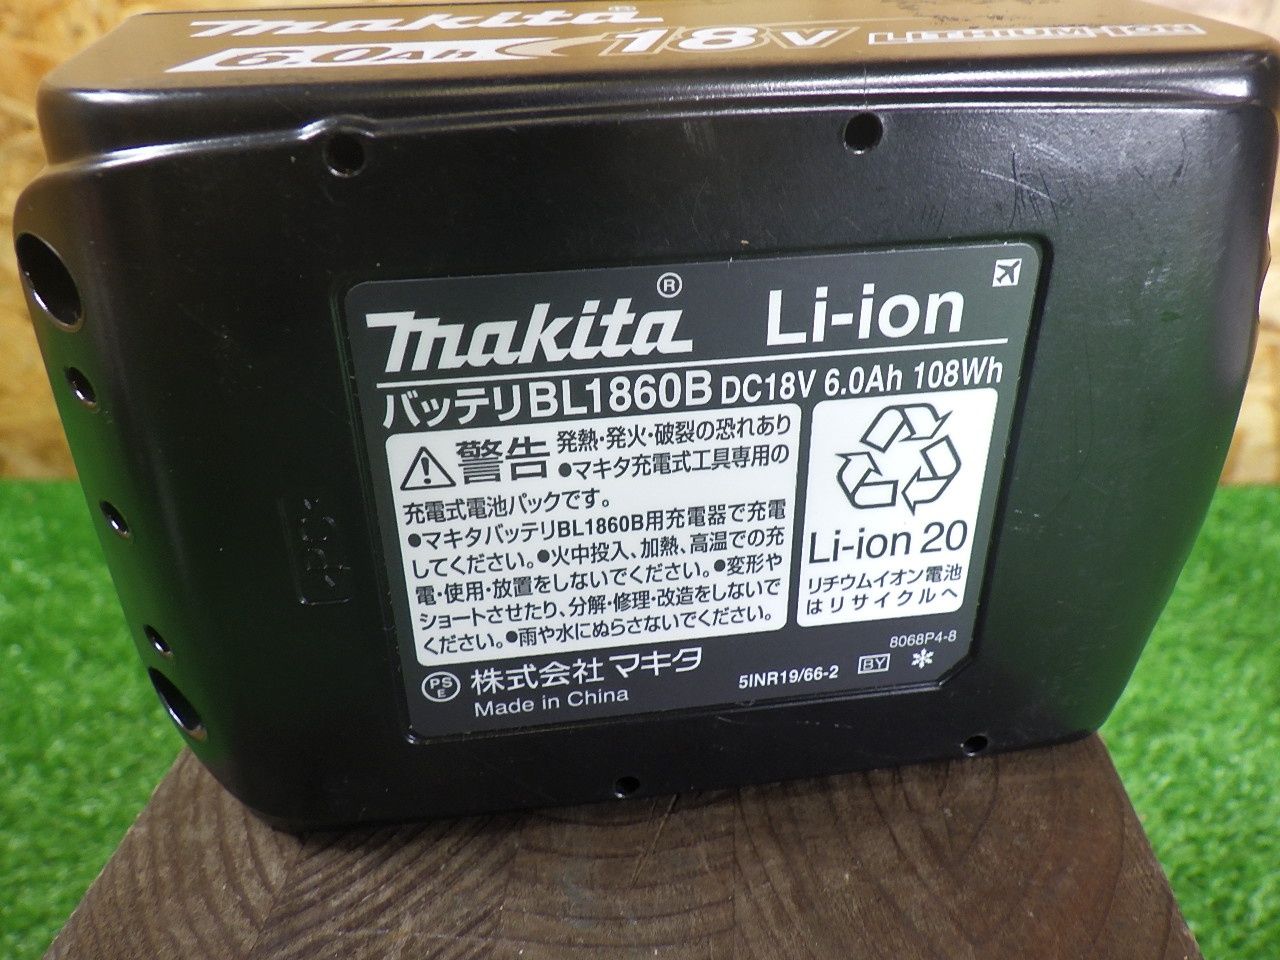 makita®
6.0Ah 18V LITHIUM-ION
makita® Li-ion
バッテリBL1860B DC18V 6.0Ah 108Wh
警告 発熱・発火・破裂の恐れあり
●マキタ充電式工具専用の
充電式電池パックです。
●マキタバッテリBL1860B用充電器で充電
してください。●火中投入、加熱、高温での充
電・使用・放置をしないでください。●変形や
ショートさせたり、分解・修理・改造をしないで
ください。●雨や水にぬらさないでください。
Li-ion 20
リチウムイオン電池
はリサイクルへ
8068P4-8
PSE 株式会社 マキタ
5INR19/66-2 BY
Made in China